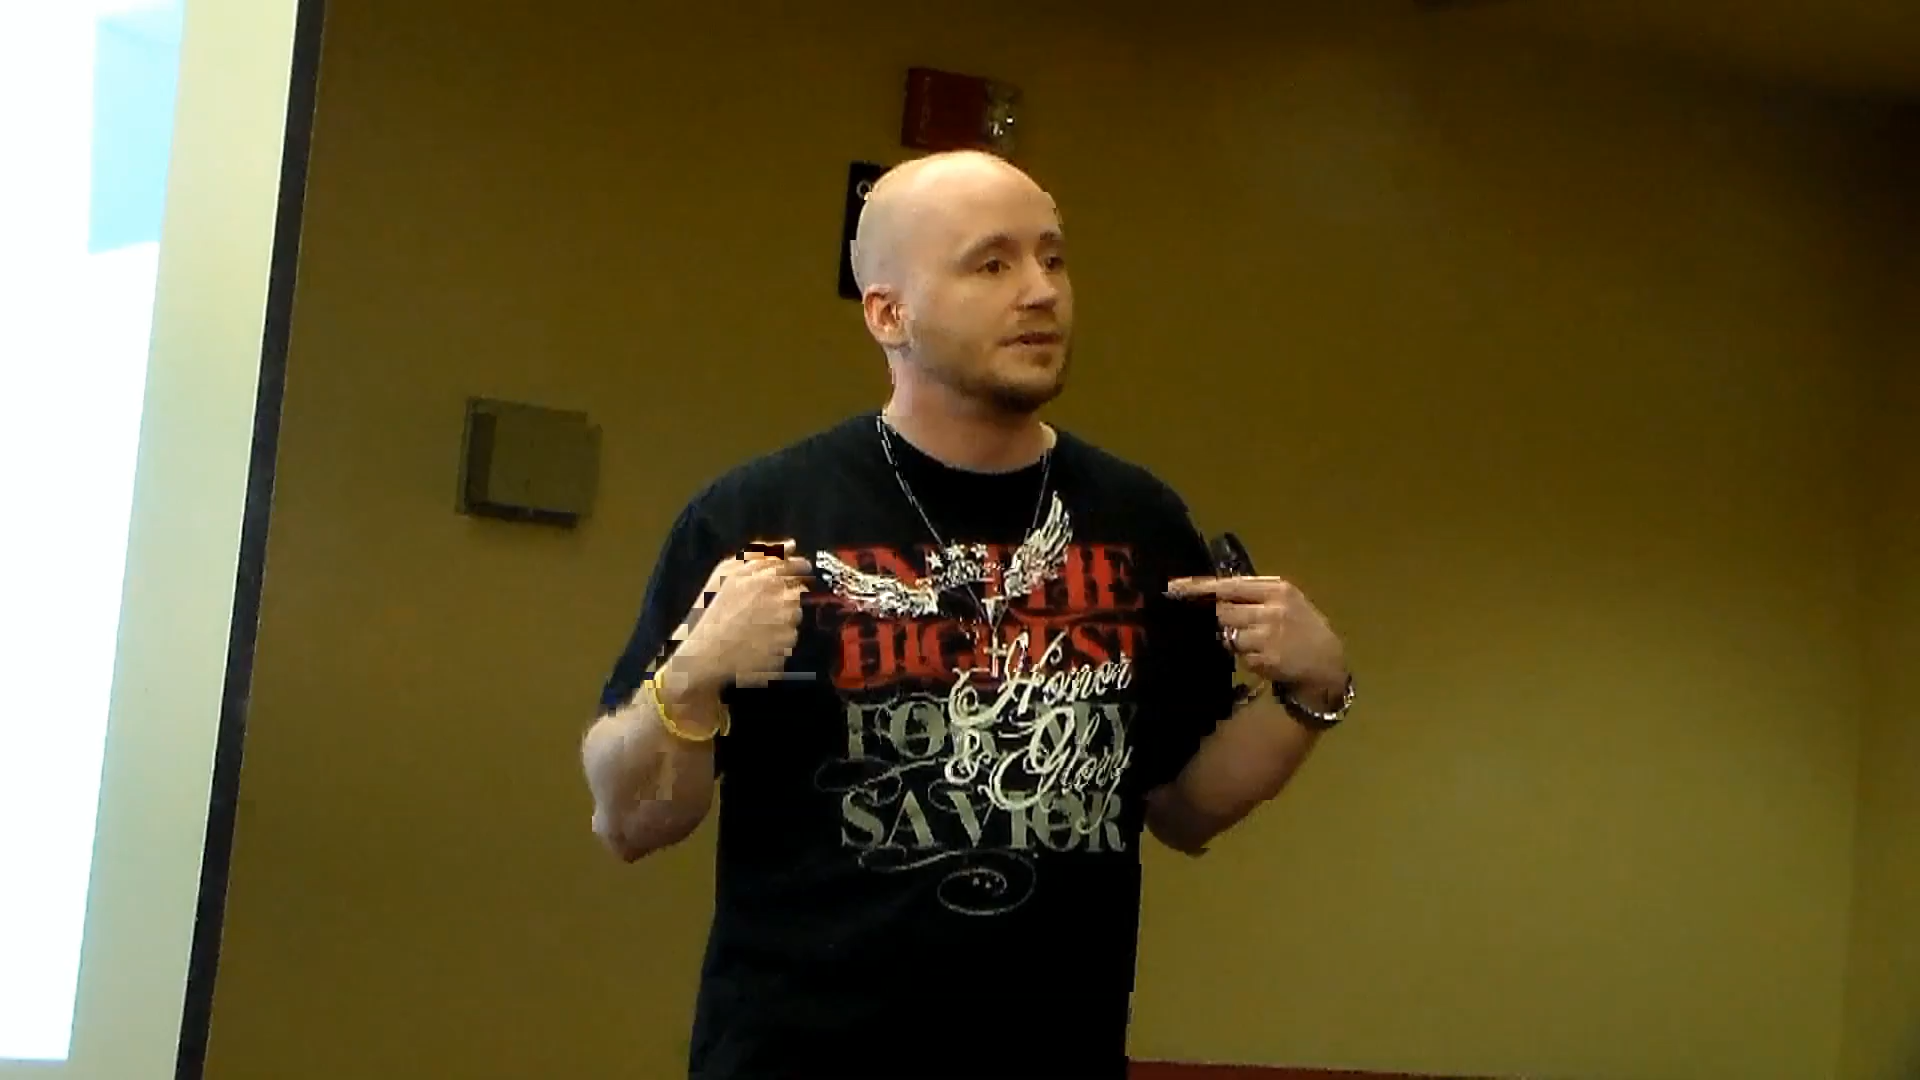 IN THE
HIGHEST
Honor
FOR MY
& Glory
SAVIOR